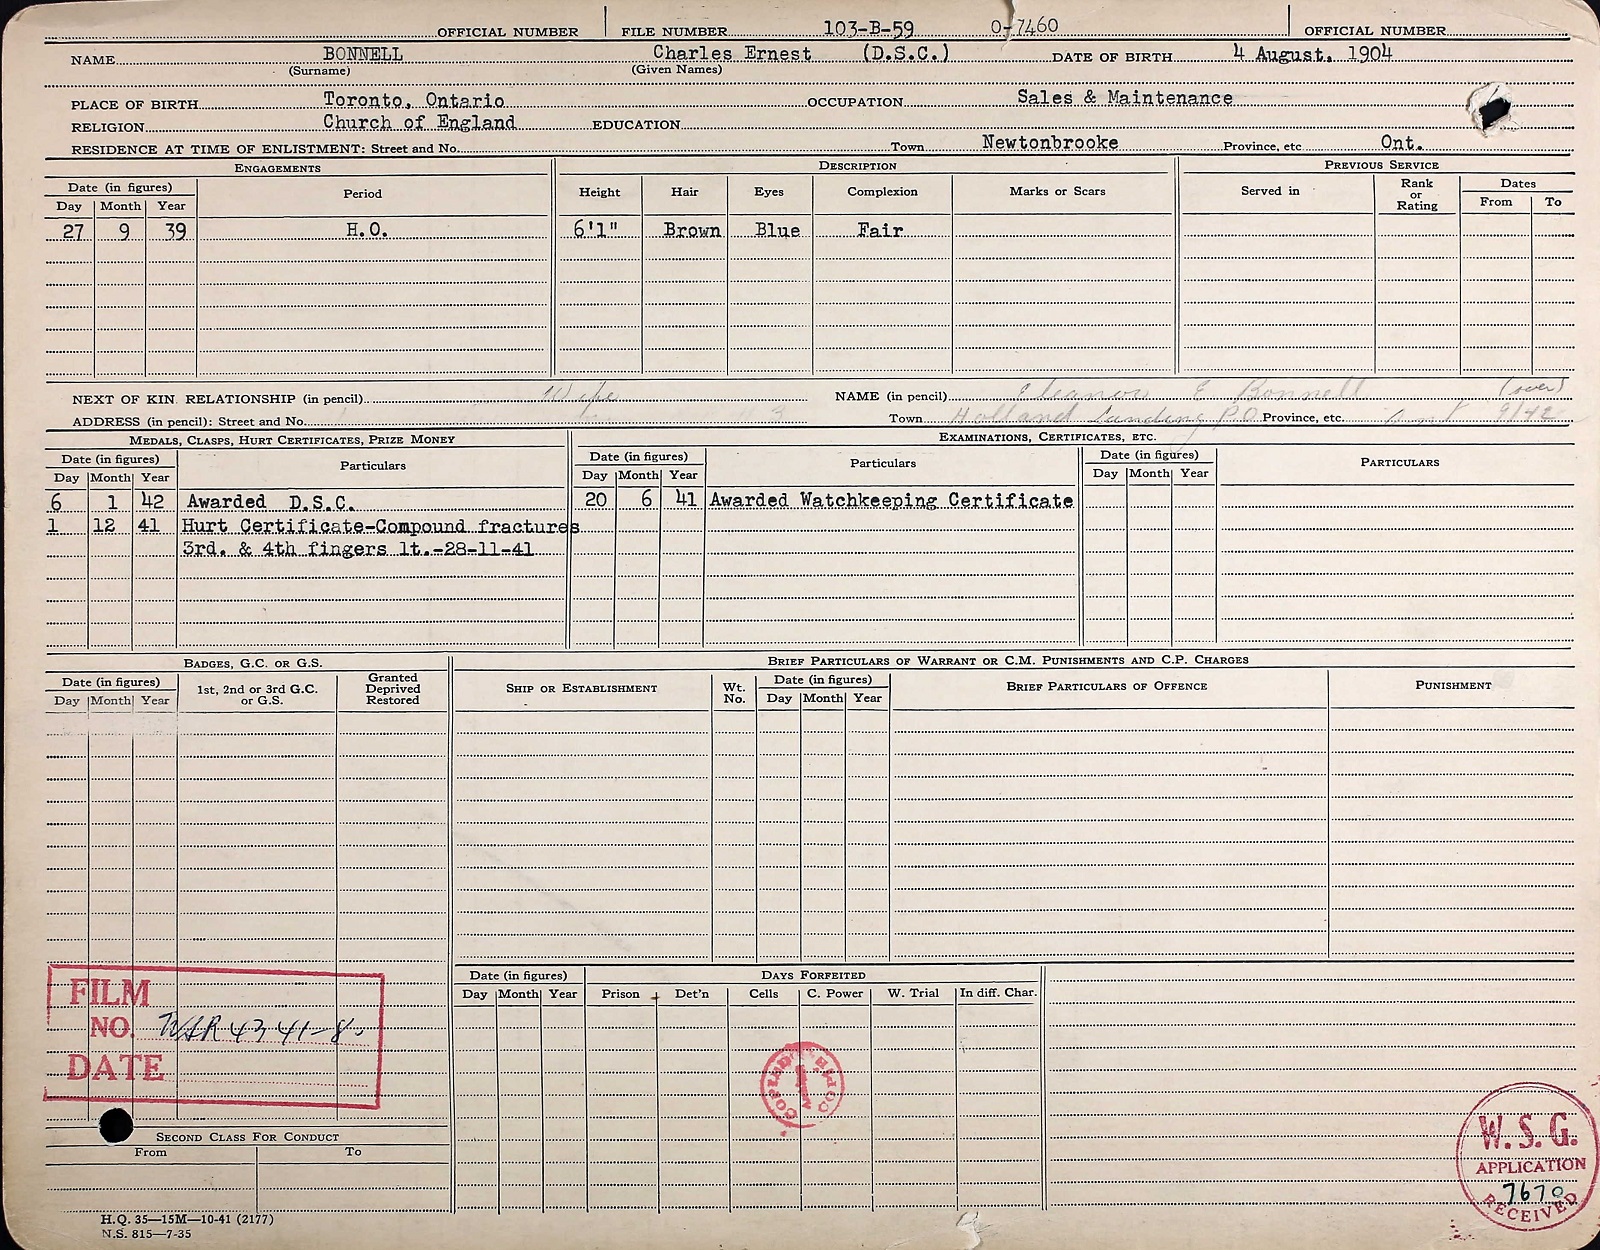 OFFICIAL NUMBER FILE NUMBER 103-B-59 O-7460 OFFICIAL NUMBER
NAME BONNELL Charles Ernest (D.S.C.) DATE OF BIRTH 4 August, 1904
(Surname) (Given Names)
PLACE OF BIRTH Toronto, Ontario OCCUPATION Sales & Maintenance
RELIGION Church of England EDUCATION
RESIDENCE AT TIME OF ENLISTMENT: Street and No. Town Newtonbrooke Province, etc Ont.
ENGAGEMENTS DESCRIPTION PREVIOUS SERVICE
Date (in figures) Period Height Hair Eyes Complexion Marks or Scars Served in Rank or Rating Dates
Day Month Year From To
27 9 39 H.O. 6'1" Brown Blue Fair
NEXT OF KIN RELATIONSHIP (in pencil) Wife NAME (in pencil) Eleanor E Bonnell (over)
ADDRESS (in pencil): Street and No. Town Holland Landing P.O. Province, etc. Ont 9/42
MEDALS, CLASPS, HURT CERTIFICATES, PRIZE MONEY EXAMINATIONS, CERTIFICATES, ETC.
Date (in figures) Particulars Date (in figures) Particulars Date (in figures) PARTICULARS
Day Month Year Day Month Year Day Month Year
6 1 42 Awarded D.S.C. 20 6 41 Awarded Watchkeeping Certificate
1 12 41 Hurt Certificate-Compound fractures
3rd. & 4th fingers lt.-28-11-41
BADGES, G.C. OR G.S. BRIEF PARTICULARS OF WARRANT OR C.M. PUNISHMENTS AND C.P. CHARGES
Date (in figures) 1st, 2nd or 3rd G.C. or G.S. Granted Deprived Restored SHIP OR ESTABLISHMENT Wt. No. Date (in figures) BRIEF PARTICULARS OF OFFENCE PUNISHMENT
Day Month Year Day Month Year
Date (in figures) DAYS FORFEITED
Day Month Year Prison Det'n Cells C. Power W. Trial In diff. Char.
FILM
NO. WSR 4341-8
DATE
W. S. G.
APPLICATION
7670
RECEIVED
SECOND CLASS FOR CONDUCT
From To
H.Q. 35—15M—10-41 (2177)
N.S. 815—7-35